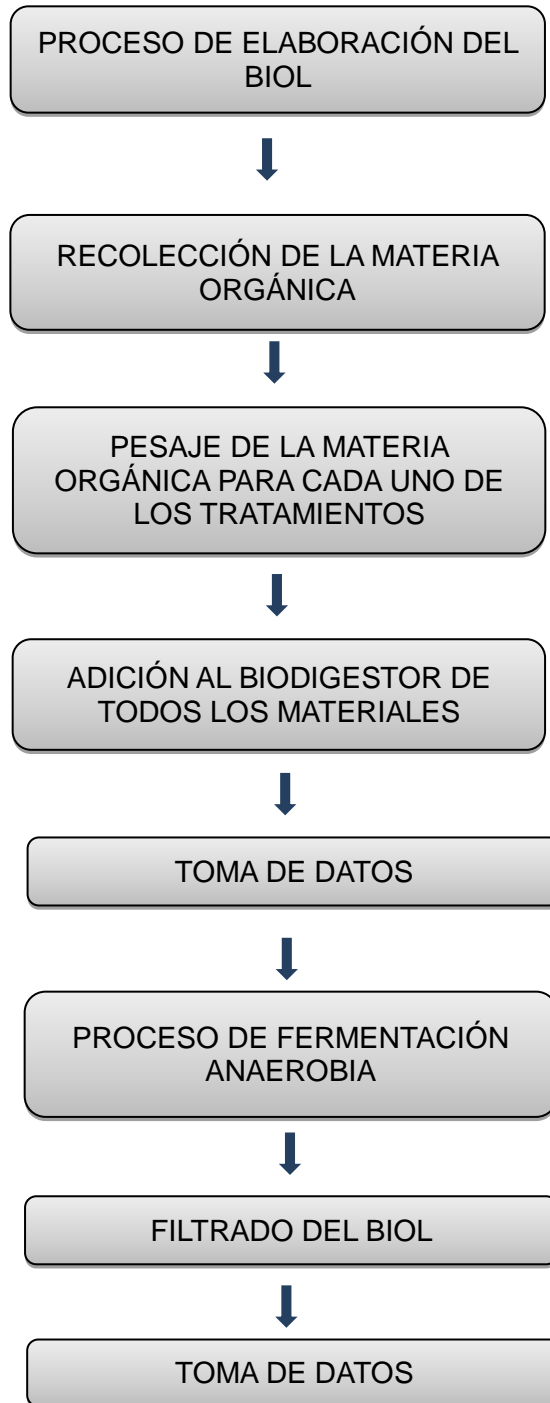 PROCESO DE ELABORACIÓN DEL
BIOL
RECOLECCIÓN DE LA MATERIA
ORGÁNICA
PESAJE DE LA MATERIA
ORGÁNICA PARA CADA UNO DE
LOS TRATAMIENTOS
ADICIÓN AL BIODIGESTOR DE
TODOS LOS MATERIALES
TOMA DE DATOS
PROCESO DE FERMENTACIÓN
ANAEROBIA
FILTRADO DEL BIOL
TOMA DE DATOS